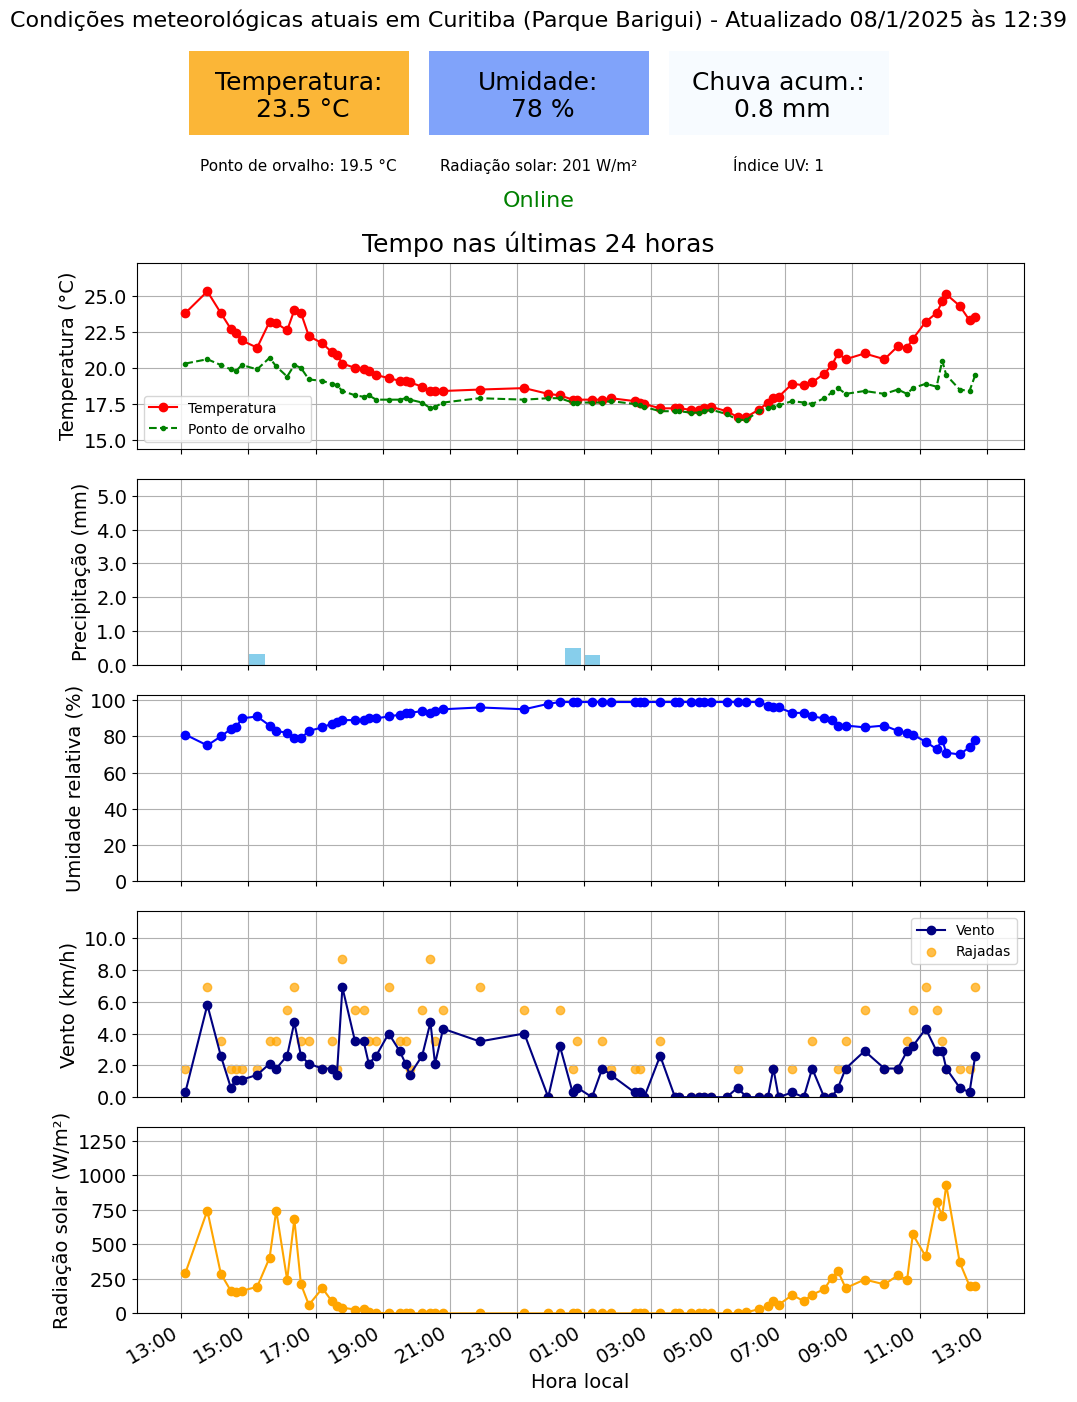 Condições meteorológicas atuais em Curitiba (Parque Barigui) - Atualizado 08/1/2025 às 12:39
Temperatura:
23.5 °C
Umidade:
78 %
Chuva acum.:
0.8 mm
Ponto de orvalho: 19.5 °C
Radiação solar: 201 W/m²
Índice UV: 1
Online
Tempo nas últimas 24 horas
Temperatura (°C)
25.0
22.5
20.0
17.5
15.0
Temperatura
Ponto de orvalho
Precipitação (mm)
5.0
4.0
3.0
2.0
1.0
0.0
Umidade relativa (%)
100
80
60
40
20
0
Vento (km/h)
10.0
8.0
6.0
4.0
2.0
0.0
Vento
Rajadas
Radiação solar (W/m²)
1250
1000
750
500
250
0
13:00
15:00
17:00
19:00
21:00
23:00
01:00
03:00
05:00
07:00
09:00
11:00
13:00
Hora local